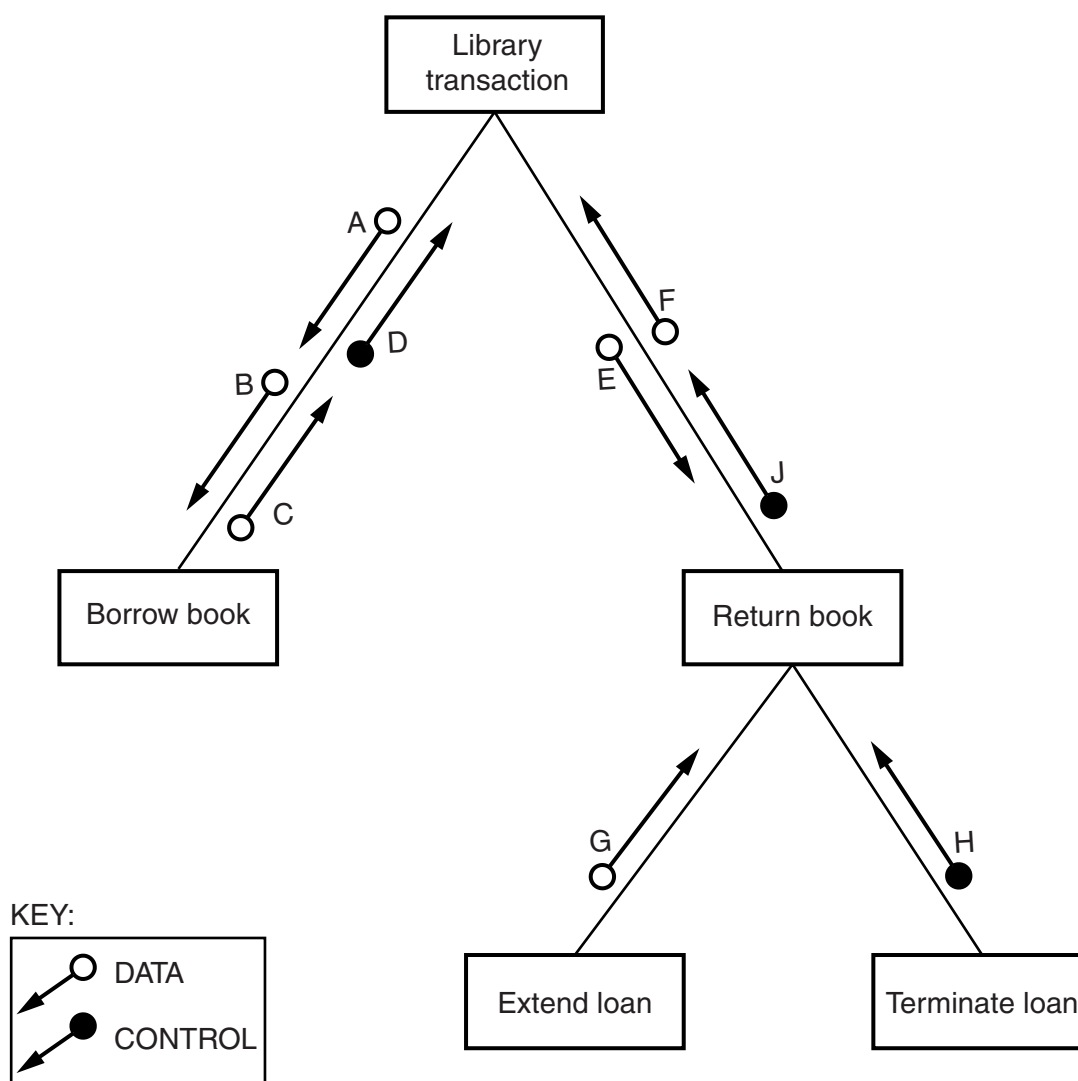 Library
transaction
A
D
F
B
E
C
J
Borrow book
Return book
G
H
KEY:
DATA
CONTROL
Extend loan
Terminate loan